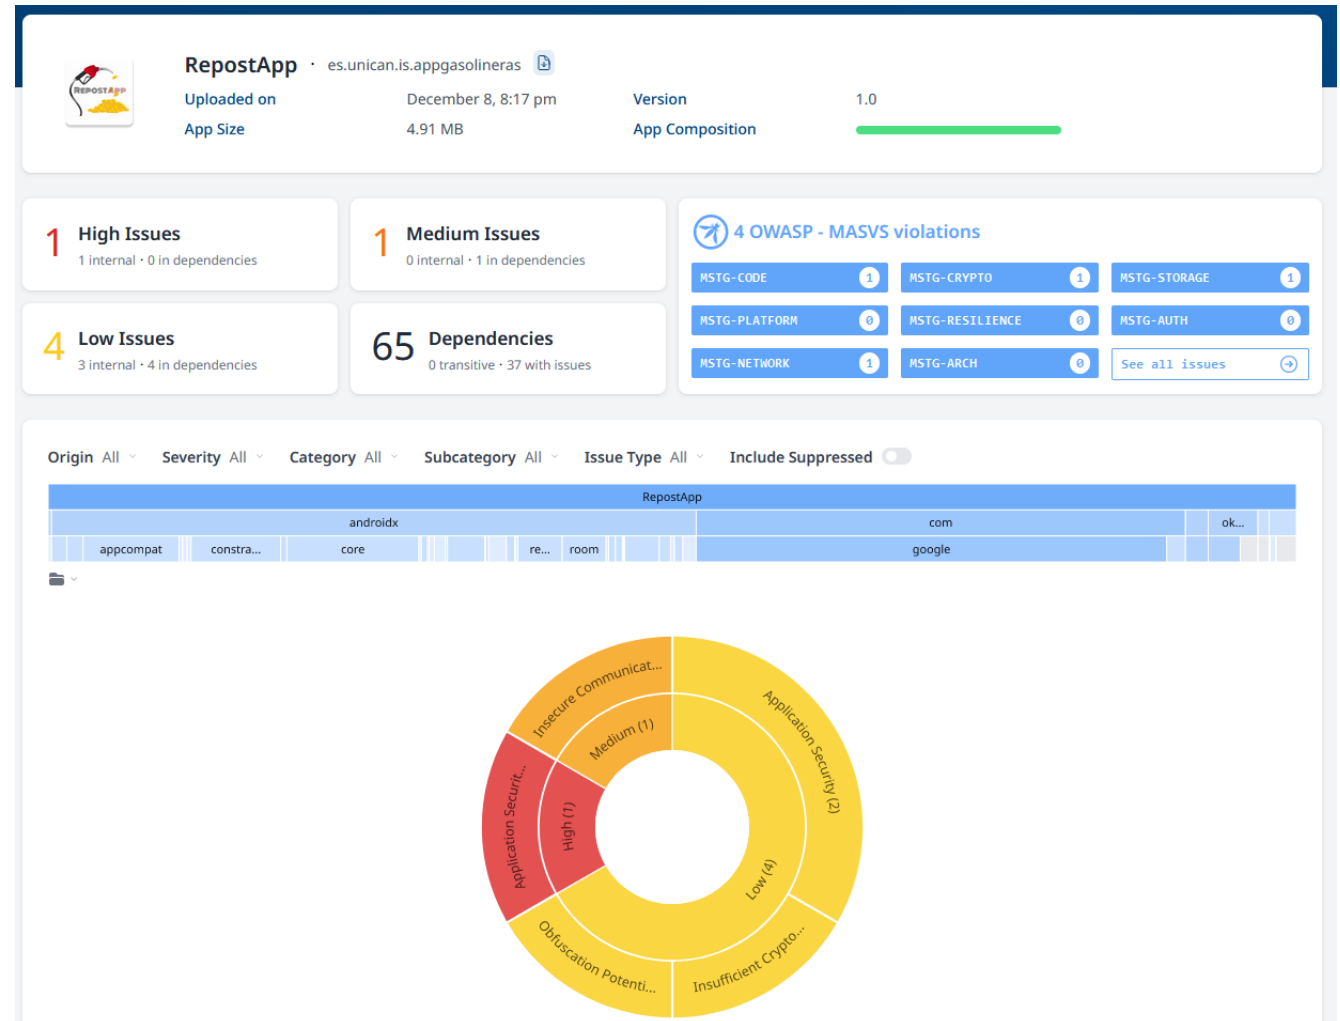 RepostApp · es.unican.is.appgasolineras
REPOSTAPP
Uploaded on December 8, 8:17 pm Version 1.0
App Size 4.91 MB App Composition
1 High Issues
1 internal · 0 in dependencies
1 Medium Issues
0 internal · 1 in dependencies
4 OWASP - MASVS violations
MSTG-CODE 1 MSTG-CRYPTO 1 MSTG-STORAGE 1
MSTG-PLATFORM 0 MSTG-RESILIENCE 0 MSTG-AUTH 0
MSTG-NETWORK 1 MSTG-ARCH 0 See all issues
4 Low Issues
3 internal · 4 in dependencies
65 Dependencies
0 transitive · 37 with issues
Origin All Severity All Category All Subcategory All Issue Type All Include Suppressed
RepostApp
androidx com ok...
appcompat constra... core re... room google
Insecure Communicat...
Medium (1)
Application Security (2)
Application Securit...
High (1)
Low (4)
Obfuscation Potenti...
Insufficient Crypto...